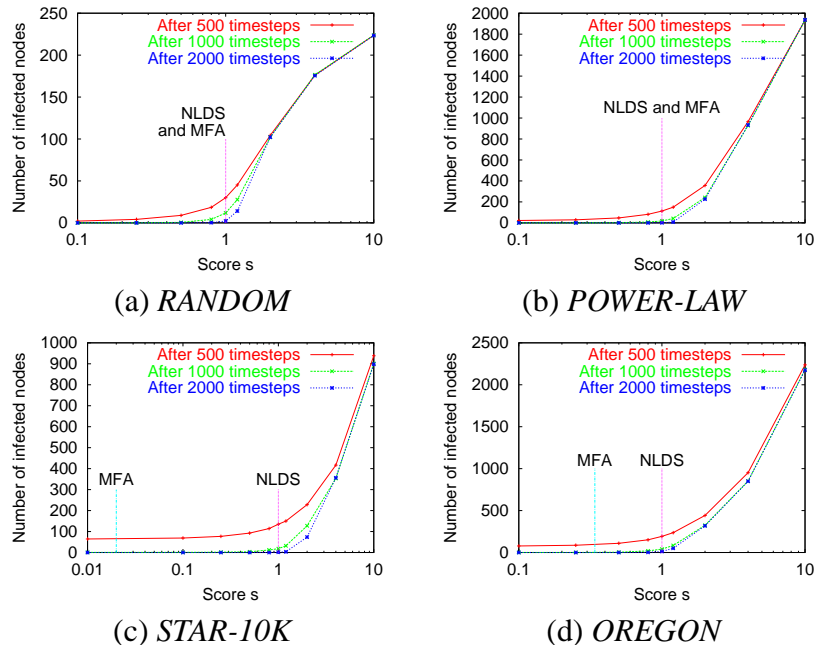 After 500 timesteps
After 1000 timesteps
After 2000 timesteps
NLDS
and MFA
Number of infected nodes
250
200
150
100
50
0
0.1 1 10
Score s
(a) RANDOM
After 500 timesteps
After 1000 timesteps
After 2000 timesteps
NLDS and MFA
Number of infected nodes
2000
1800
1600
1400
1200
1000
800
600
400
200
0
0.1 1 10
Score s
(b) POWER-LAW
After 500 timesteps
After 1000 timesteps
After 2000 timesteps
MFA NLDS
Number of infected nodes
1000
900
800
700
600
500
400
300
200
100
0
0.01 0.1 1 10
Score s
(c) STAR-10K
After 500 timesteps
After 1000 timesteps
After 2000 timesteps
MFA NLDS
Number of infected nodes
2500
2000
1500
1000
500
0
0.1 1 10
Score s
(d) OREGON